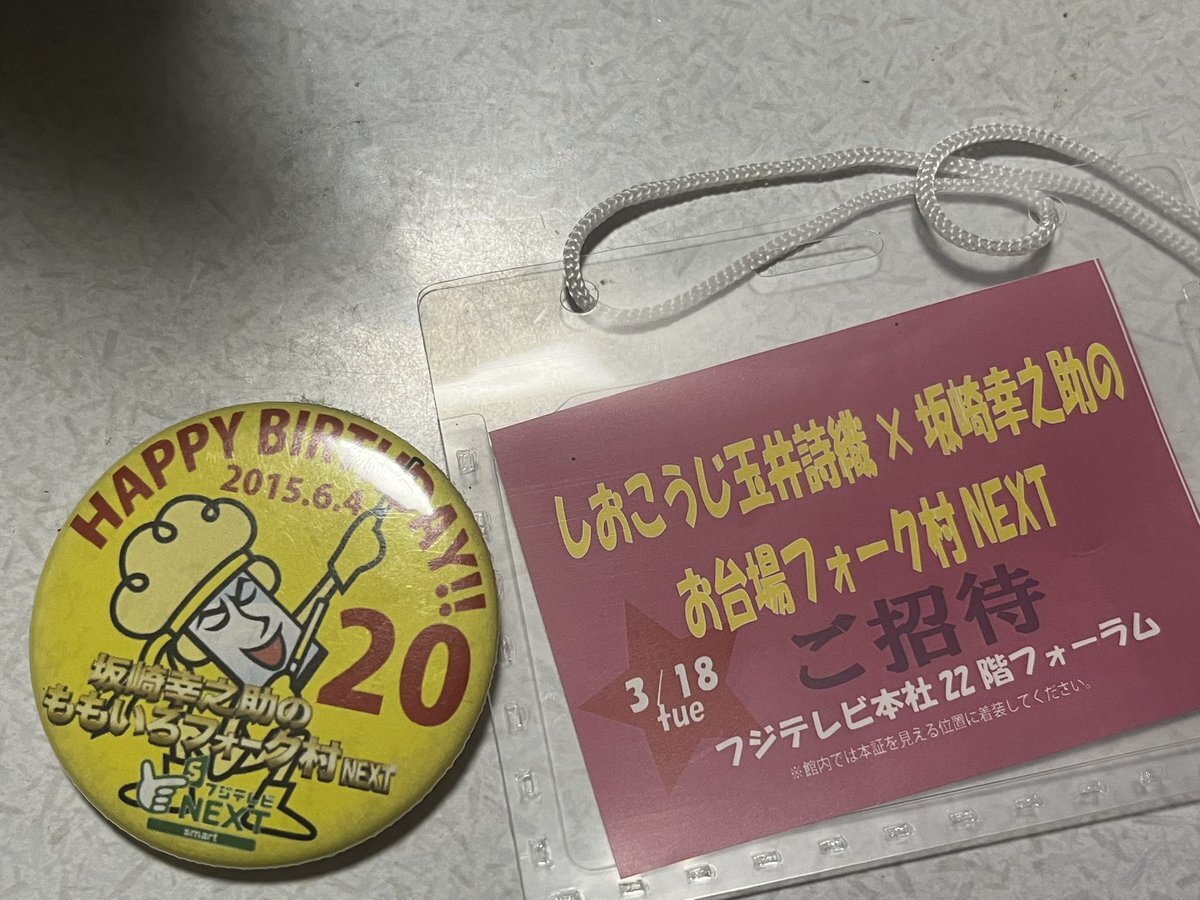 HAPPY BIRTHDAY!!
2015.6.4
20
坂崎幸之助の
ももいろフォーク村NEXT
フジテレビ
NEXT
smart
しおこうじ玉井詩織×坂崎幸之助の
お台場フォーク村NEXT
ご招待
3/18
tue
フジテレビ本社22階フォーラム
※館内では本証を見える位置に着装してください。